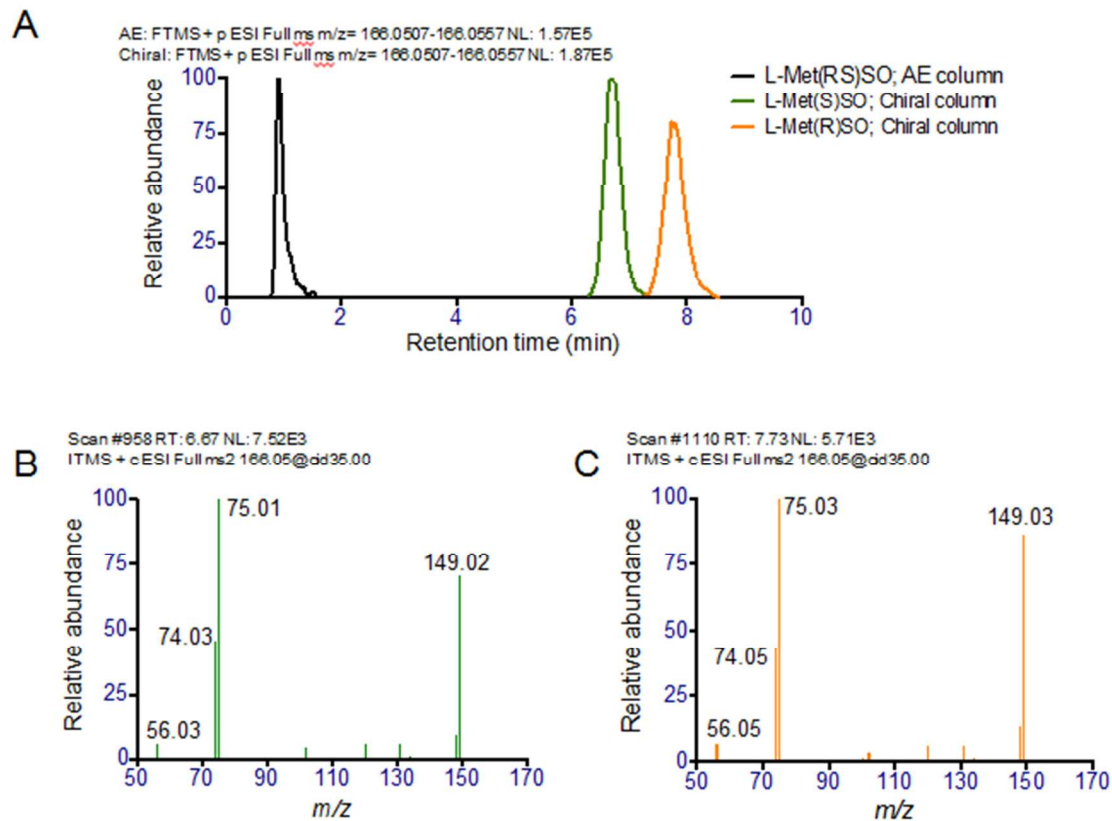 A
AE: FTMS + p ESI Full ms m/z= 166.0507-166.0557 NL: 1.57E5
Chiral: FTMS + p ESI Full ms m/z= 166.0507-166.0557 NL: 1.87E5
Relative abundance
100
75
50
25
0
0 2 4 6 8 10
Retention time (min)
L-Met(RS)SO; AE column
L-Met(S)SO; Chiral column
L-Met(R)SO; Chiral column
B
Scan #958 RT: 6.67 NL: 7.52E3
ITMS + c ESI Full ms2 166.05@cid35.00
Relative abundance
100
75
50
25
0
75.01
149.02
74.03
56.03
50 70 90 110 130 150 170
m/z
C
Scan #1110 RT: 7.73 NL: 5.71E3
ITMS + c ESI Full ms2 166.05@cid35.00
Relative abundance
100
75
50
25
0
75.03
149.03
74.05
56.05
50 70 90 110 130 150 170
m/z